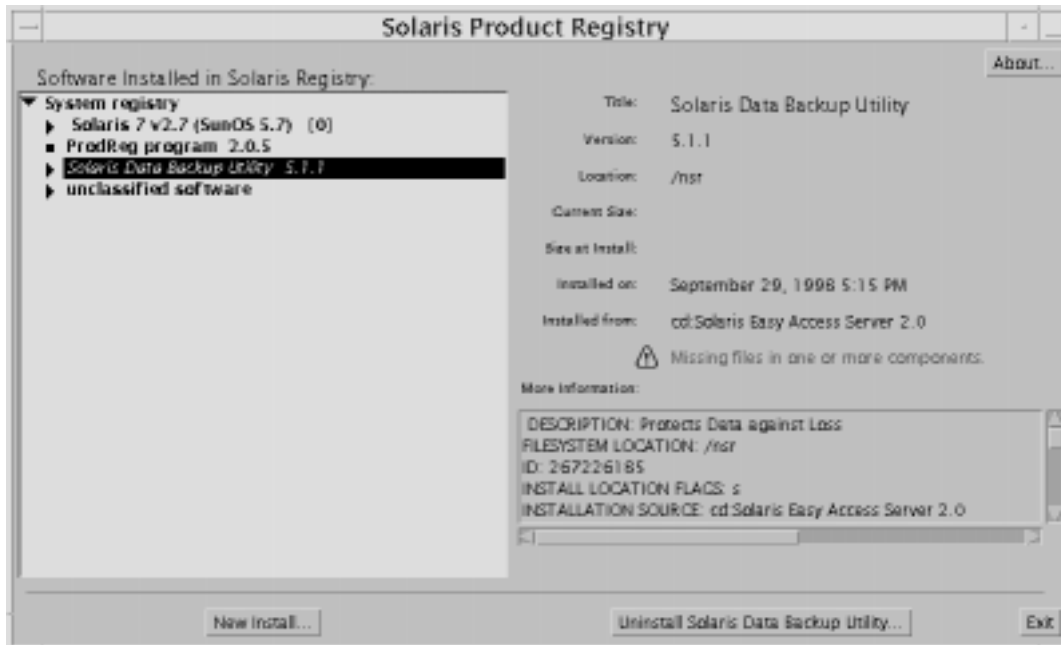 Solaris Product Registry
About...
Software Installed in Solaris Registry:
System registry
Solaris 7 v2.7 (SunOS 5.7) [0]
ProdReg program 2.0.5
Solaris Data Backup Utility 5.1.1
unclassified software
Title: Solaris Data Backup Utility
Version: 5.1.1
Location: /nsr
Current Size:
Size at Install:
Installed on: September 29, 1998 5:15 PM
Installed from: cd:Solaris Easy Access Server 2.0
Missing files in one or more components.
More Information:
DESCRIPTION: Protects Data against Loss
FILESYSTEM LOCATION: /nsr
ID: 267226185
INSTALL LOCATION FLAGS: s
INSTALLATION SOURCE: cd:Solaris Easy Access Server 2.0
New Install...
Uninstall Solaris Data Backup Utility...
Exit